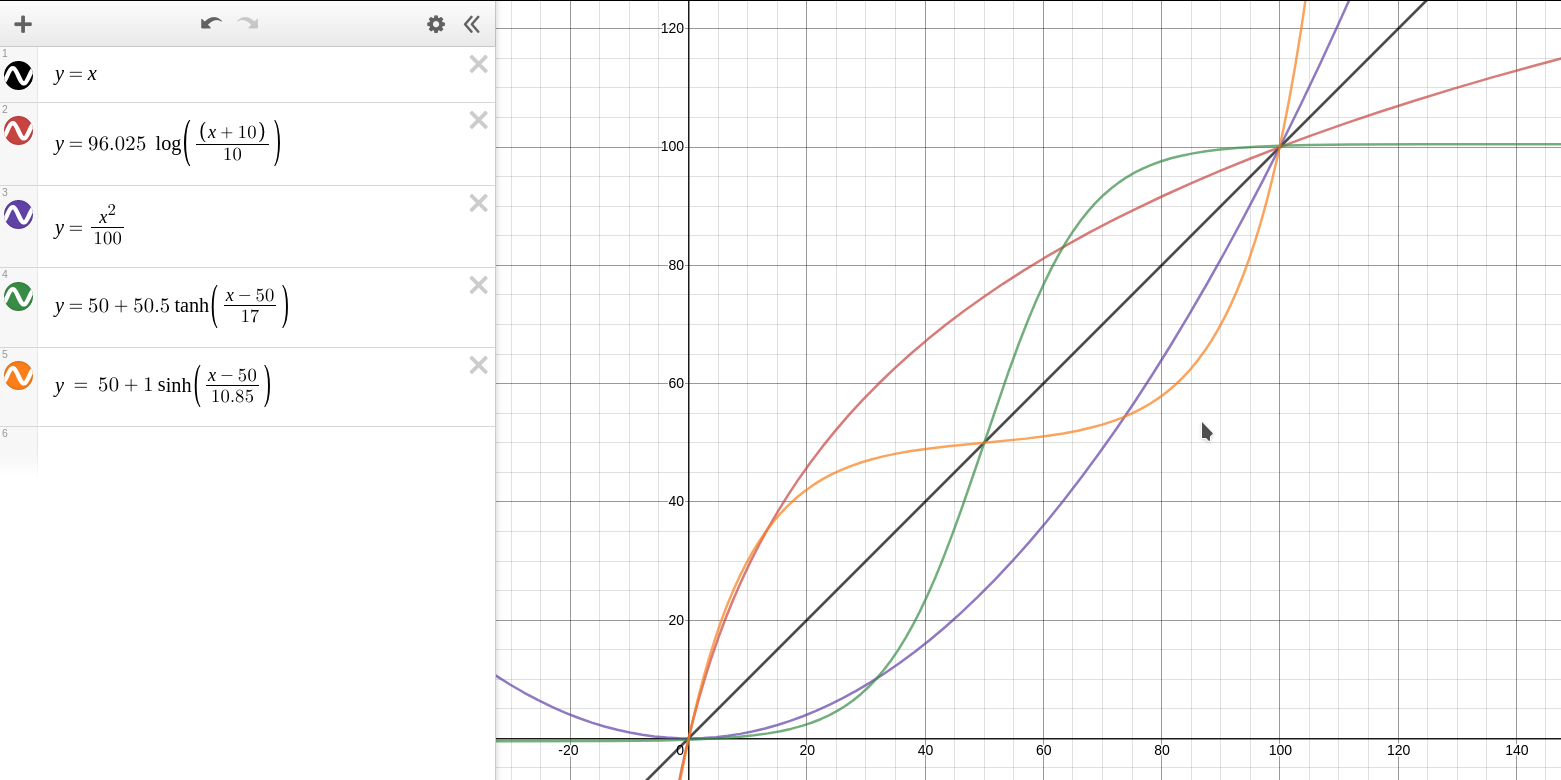 1
y = x
2
y = 96.025 log((x + 10)/10)
3
y = x²/100
4
y = 50 + 50.5 tanh((x − 50)/17)
5
y = 50 + 1 sinh((x − 50)/10.85)
6
120
100
80
60
40
20
-20 0 20 40 60 80 100 120 140